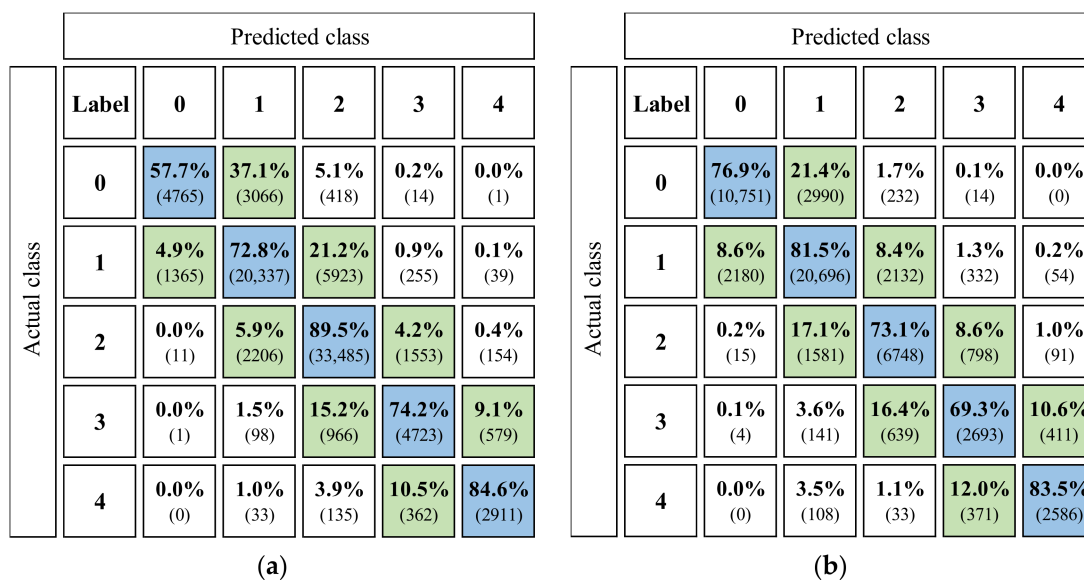 Predicted class
Actual class
Label 0 1 2 3 4
0 57.7% 37.1% 5.1% 0.2% 0.0%
(4765) (3066) (418) (14) (1)
1 4.9% 72.8% 21.2% 0.9% 0.1%
(1365) (20,337) (5923) (255) (39)
2 0.0% 5.9% 89.5% 4.2% 0.4%
(11) (2206) (33,485) (1553) (154)
3 0.0% 1.5% 15.2% 74.2% 9.1%
(1) (98) (966) (4723) (579)
4 0.0% 1.0% 3.9% 10.5% 84.6%
(0) (33) (135) (362) (2911)
(a)
Predicted class
Actual class
Label 0 1 2 3 4
0 76.9% 21.4% 1.7% 0.1% 0.0%
(10,751) (2990) (232) (14) (0)
1 8.6% 81.5% 8.4% 1.3% 0.2%
(2180) (20,696) (2132) (332) (54)
2 0.2% 17.1% 73.1% 8.6% 1.0%
(15) (1581) (6748) (798) (91)
3 0.1% 3.6% 16.4% 69.3% 10.6%
(4) (141) (639) (2693) (411)
4 0.0% 3.5% 1.1% 12.0% 83.5%
(0) (108) (33) (371) (2586)
(b)